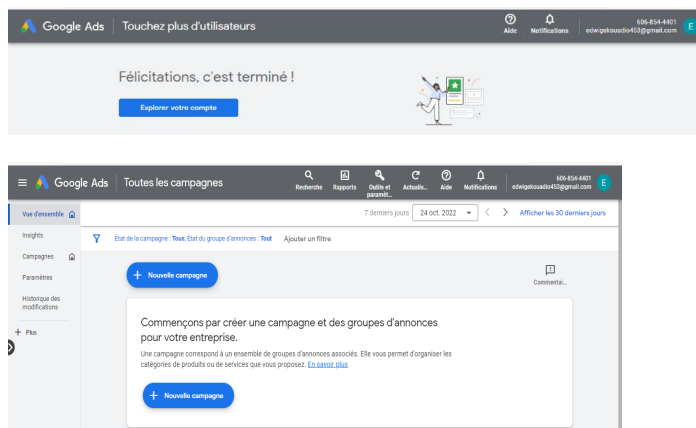 Google Ads Touchez plus d'utilisateurs
Aide
Notifications
606-854-4401
edwigekouadio453@gmail.com
E
Félicitations, c'est terminé !
Explorer votre compte
Google Ads Toutes les campagnes
Recherche
Rapports
Outils et
paramèt...
Actualis...
Aide
Notifications
606-854-4401
edwigekouadio453@gmail.com
E
Vue d'ensemble
7 derniers jours 24 oct. 2022 Afficher les 30 derniers jours
Insights
État de la campagne : Tous; État du groupe d'annonces : Tout Ajouter un filtre
Campagnes
Paramètres
Historique des
modifications
+ Plus
+ Nouvelle campagne
Commentai...
Commençons par créer une campagne et des groupes d'annonces
pour votre entreprise.
Une campagne correspond à un ensemble de groupes d'annonces associés. Elle vous permet d'organiser les
catégories de produits ou de services que vous proposez. En savoir plus
+ Nouvelle campagne